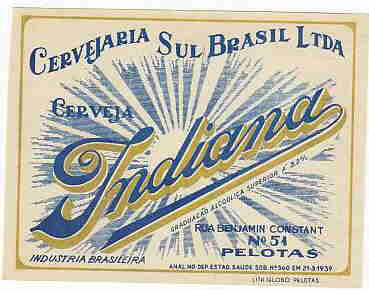 CERVEJARIA SUL BRASIL LTDA
CERVEJA
Indiana
GRADUAÇÃO ALCOOLICA SUPERIOR A
RUA BENJAMIN CONSTANT
No 51
PELOTAS
INDUSTRIA BRASILEIRA
ANAL. NO DEP. ESTAD. SAUDE SOB. Nº 560 EM 21-3-1939
LITH. GLOBO PELOTAS